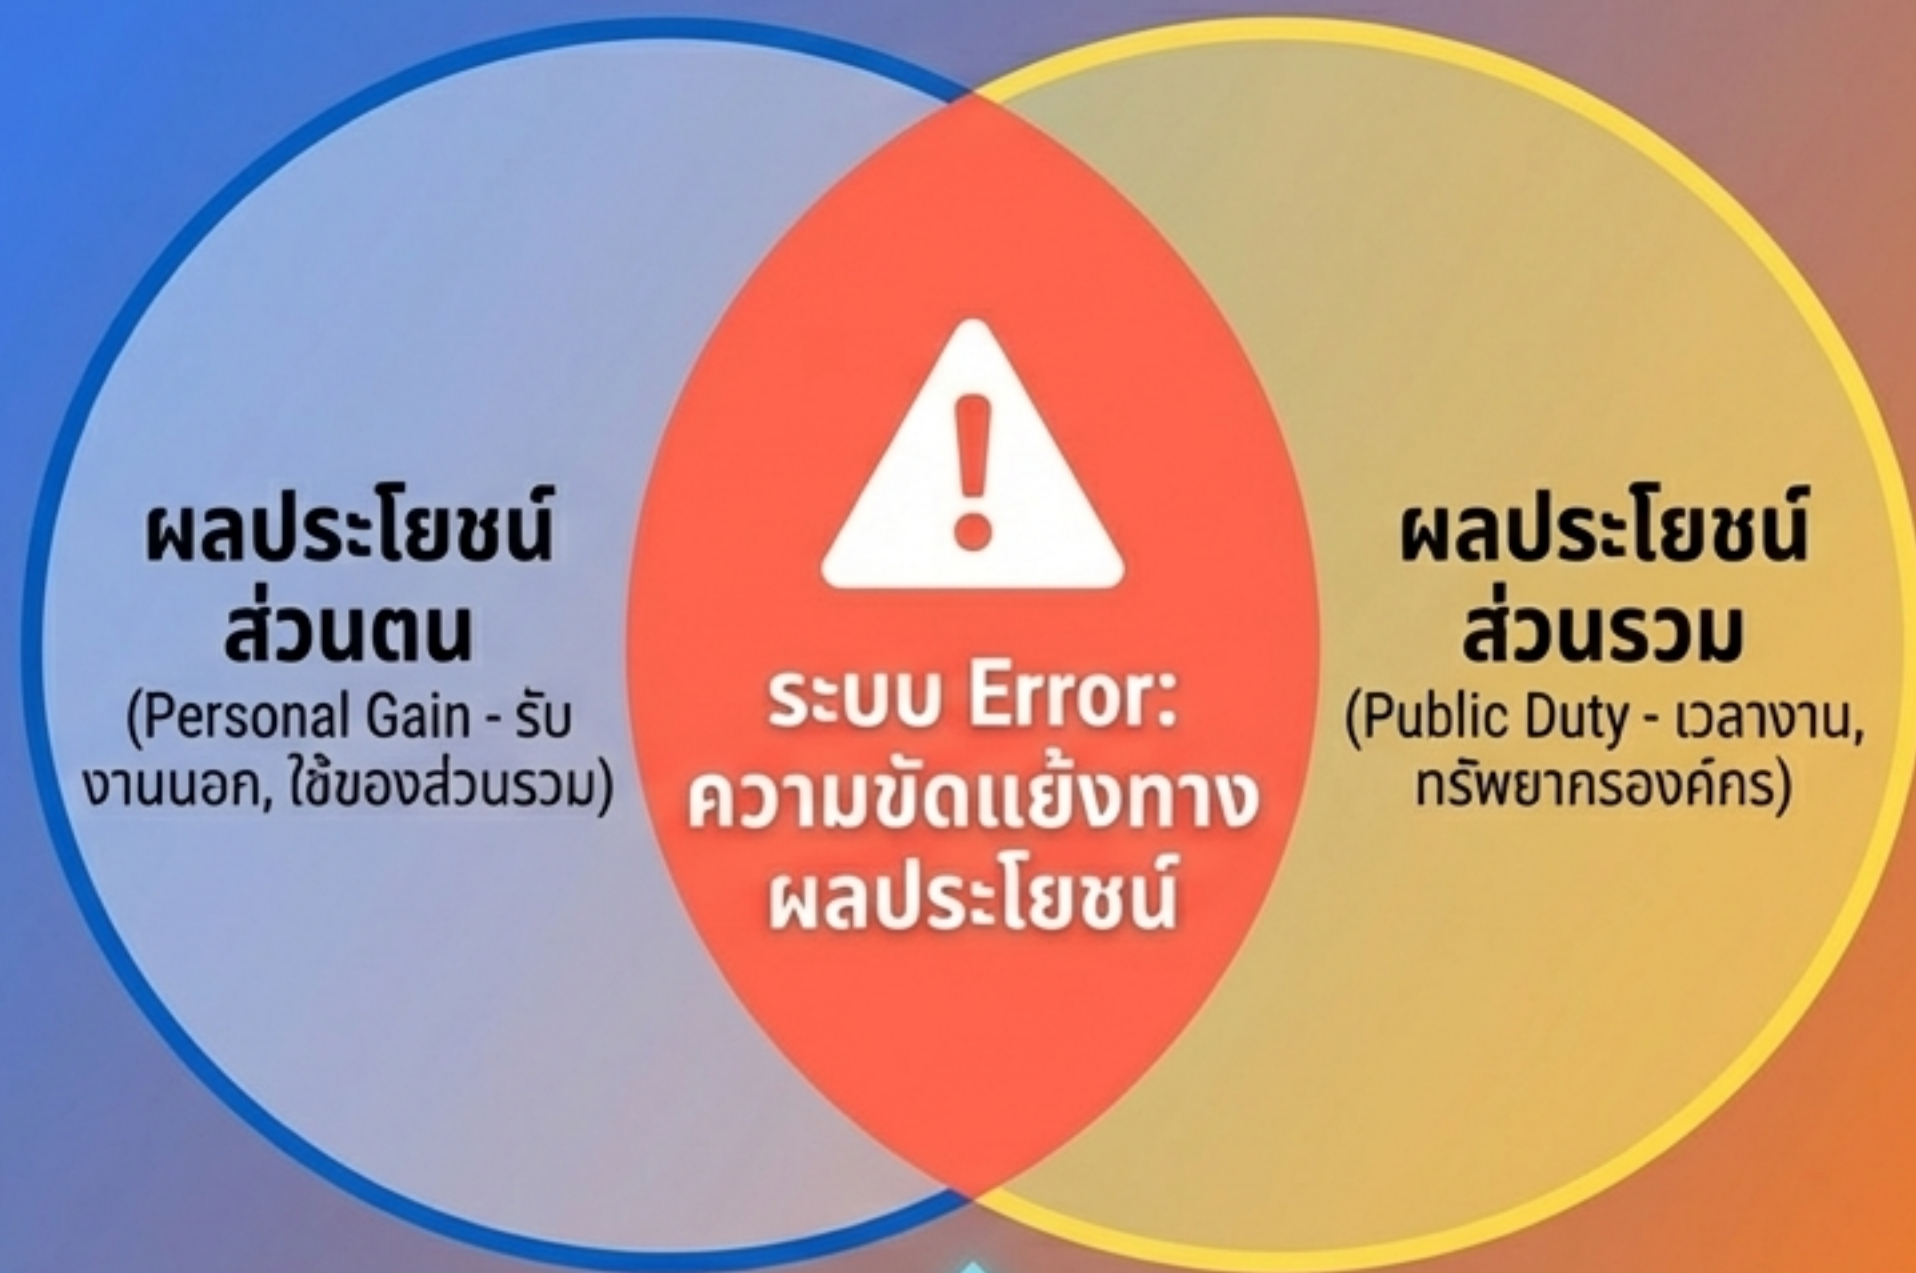 ผลประโยชน์
ส่วนตน
(Personal Gain - รับ
งานนอก, ใช้ของส่วนรวม)
ระบบ Error:
ความขัดแย้งทาง
ผลประโยชน์
ผลประโยชน์
ส่วนรวม
(Public Duty - เวลางาน,
ทรัพยากรองค์กร)